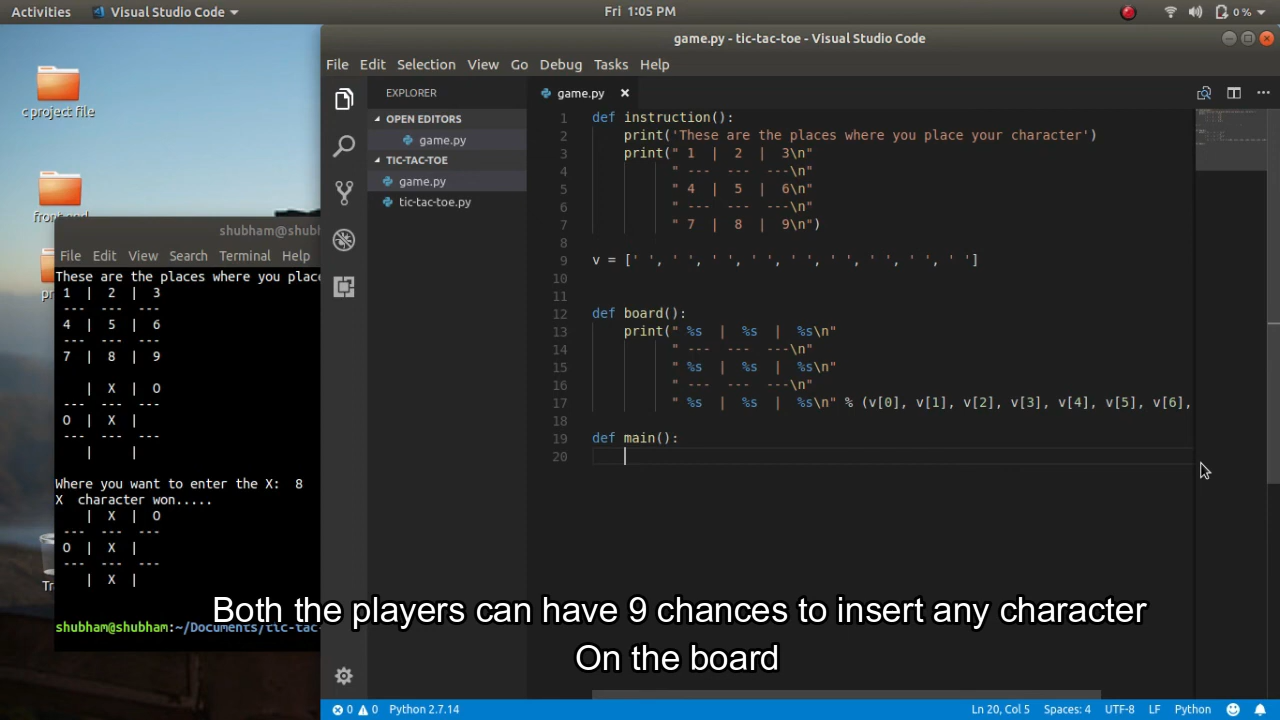 Activities Visual Studio Code Fri 1:05 PM 0 %
game.py - tic-tac-toe - Visual Studio Code
File Edit Selection View Go Debug Tasks Help
EXPLORER
OPEN EDITORS
game.py
TIC-TAC-TOE
game.py
tic-tac-toe.py
game.py
1 def instruction():
2 print('These are the places where you place your character')
3 print(" 1 | 2 | 3\n"
4 " --- --- ---\n"
5 " 4 | 5 | 6\n"
6 " --- --- ---\n"
7 " 7 | 8 | 9\n")
8
9 v = [' ', ' ', ' ', ' ', ' ', ' ', ' ', ' ', ' ']
10
11
12 def board():
13 print(" %s | %s | %s\n"
14 " --- --- ---\n"
15 " %s | %s | %s\n"
16 " --- --- ---\n"
17 " %s | %s | %s\n" % (v[0], v[1], v[2], v[3], v[4], v[5], v[6],
18
19 def main():
20
c project file
shubham@shubh
File Edit View Search Terminal Help
These are the places where you place
1 | 2 | 3
--- --- ---
4 | 5 | 6
--- --- ---
7 | 8 | 9
| X | O
--- --- ---
O | X |
--- --- ---
| |
Where you want to enter the X: 8
X character won.....
| X | O
--- --- ---
O | X |
--- --- ---
| X |
shubham@shubham:~/Documents/tic-tac-
Both the players can have 9 chances to insert any character
On the board
0 0 Python 2.7.14 Ln 20, Col 5 Spaces: 4 UTF-8 LF Python